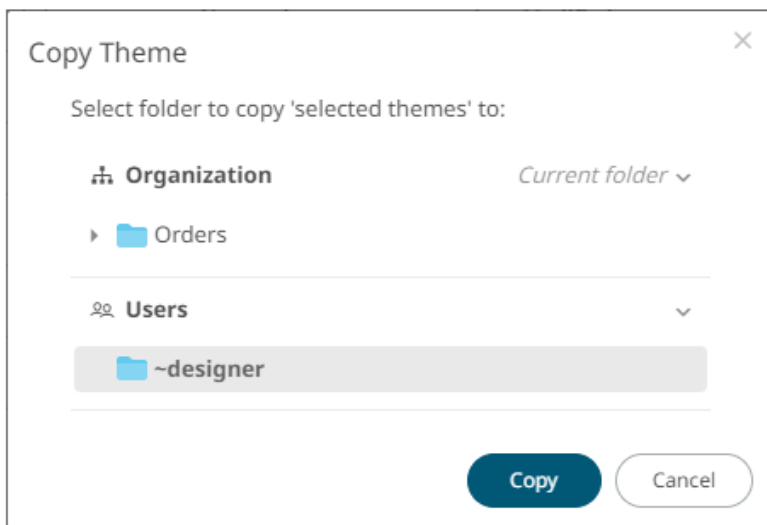 Copy Theme
Select folder to copy 'selected themes' to:
Organization Current folder
Orders
Users
~designer
Copy Cancel